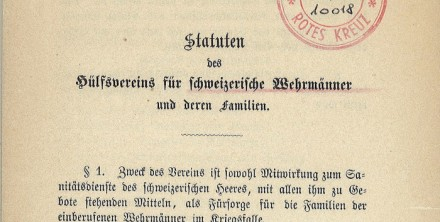 10018
ROTES KREUZ
Statuten
des
Hülfsvereins für schweizerische Wehrmänner
und deren Familien.
§ 1. Zweck des Vereins ist sowohl Mitwirkung zum Sa-
nitätsdienste des schweizerischen Heeres, mit allen ihm zu Ge-
bote stehenden Mitteln, als Fürsorge für die Familien der
einberufenen Wehrmänner im Kriegsfalle.